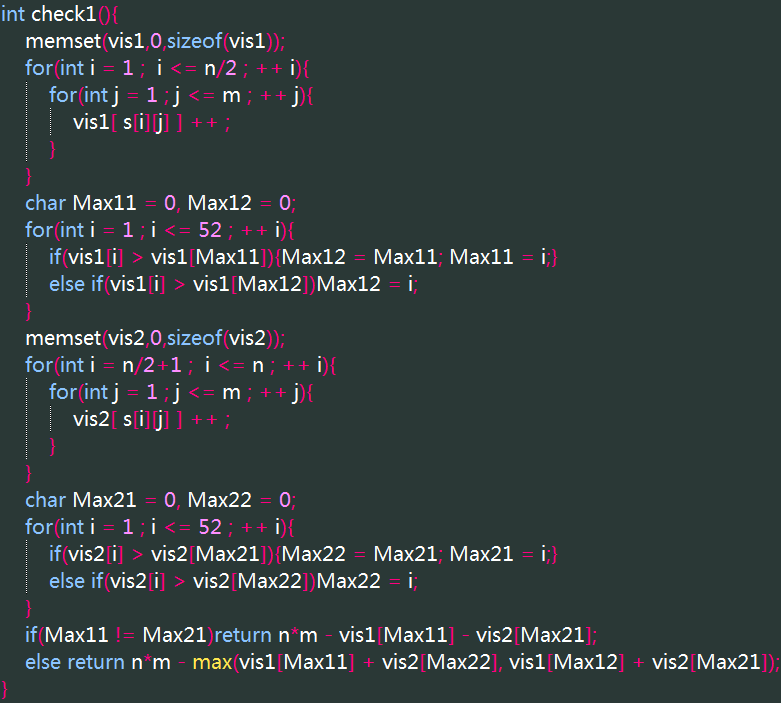 int check1(){
memset(vis1,0,sizeof(vis1));
for(int i = 1 ; i <= n/2 ; ++ i){
for(int j = 1 ; j <= m ; ++ j){
vis1[ s[i][j] ] ++ ;
}
}
char Max11 = 0, Max12 = 0;
for(int i = 1 ; i <= 52 ; ++ i){
if(vis1[i] > vis1[Max11]){Max12 = Max11; Max11 = i;}
else if(vis1[i] > vis1[Max12])Max12 = i;
}
memset(vis2,0,sizeof(vis2));
for(int i = n/2+1 ; i <= n ; ++ i){
for(int j = 1 ; j <= m ; ++ j){
vis2[ s[i][j] ] ++ ;
}
}
char Max21 = 0, Max22 = 0;
for(int i = 1 ; i <= 52 ; ++ i){
if(vis2[i] > vis2[Max21]){Max22 = Max21; Max21 = i;}
else if(vis2[i] > vis2[Max22])Max22 = i;
}
if(Max11 != Max21)return n*m - vis1[Max11] - vis2[Max21];
else return n*m - max(vis1[Max11] + vis2[Max22], vis1[Max12] + vis2[Max21]);
}